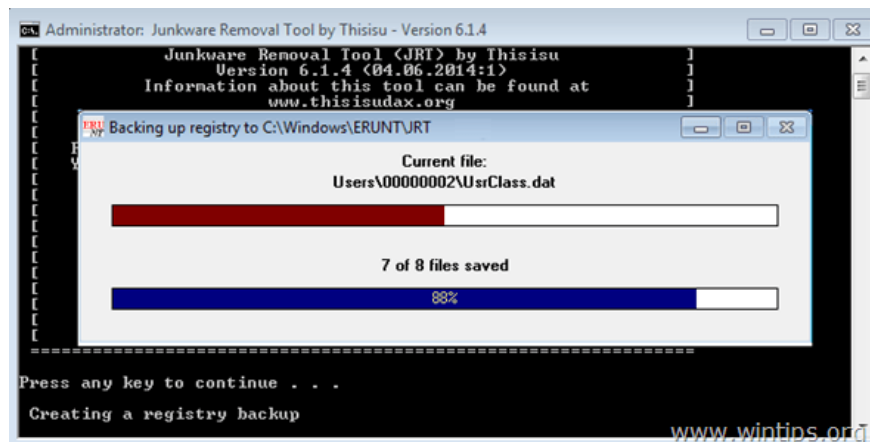 Administrator: Junkware Removal Tool by Thisisu - Version 6.1.4
[ Junkware Removal Tool (JRT) by Thisisu ]
[ Version 6.1.4 (04.06.2014:1) ]
[ Information about this tool can be found at ]
[ www.thisisudax.org ]
ERUNT Backing up registry to C:\Windows\ERUNT\JRT
Current file:
Users\00000002\UsrClass.dat
7 of 8 files saved
88%
=================================================================
Press any key to continue . . .
Creating a registry backup
www.wintips.org